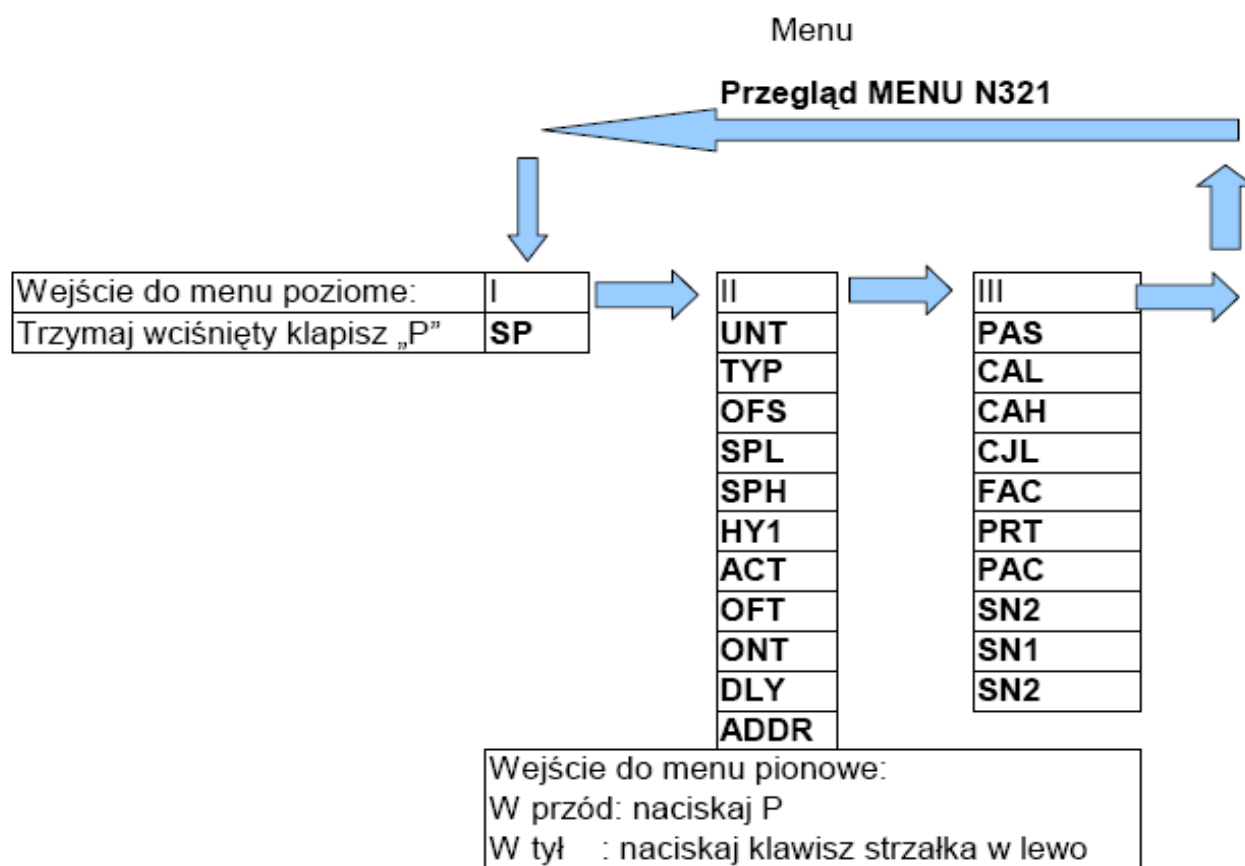 Menu
Przegląd MENU N321
Wejście do menu poziome: I II III
Trzymaj wciśnięty klapisz „P” SP UNT PAS
TYP CAL
OFS CAH
SPL CJL
SPH FAC
HY1 PRT
ACT PAC
OFT SN2
ONT SN1
DLY SN2
ADDR
Wejście do menu pionowe:
W przód: naciskaj P
W tył : naciskaj klawisz strzałka w lewo